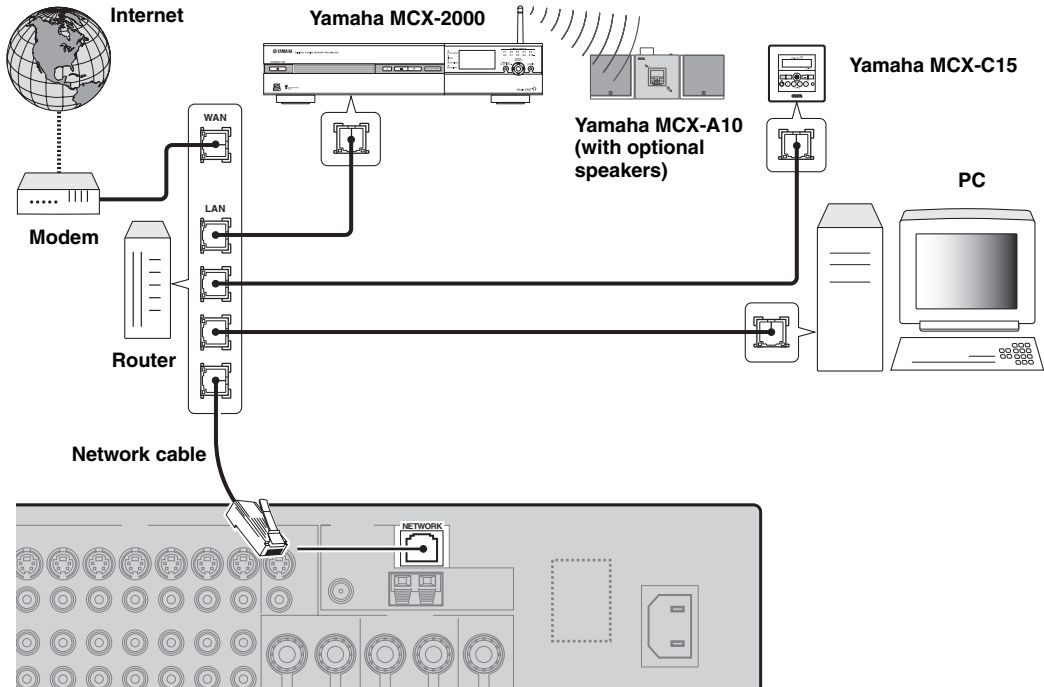 Internet
Yamaha MCX-2000
YAMAHA
Yamaha MCX-C15
Yamaha MCX-A10
(with optional
speakers)
PC
WAN
LAN
Modem
Router
Network cable
NETWORK